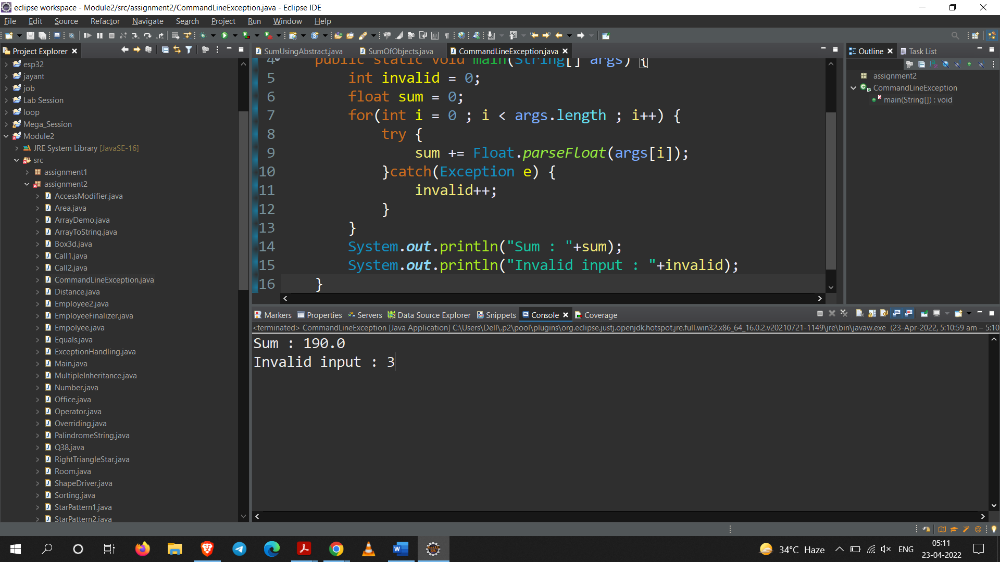 eclipse workspace - Module2/src/assignment2/CommandLineException.java - Eclipse IDE
File Edit Source Refactor Navigate Search Project Run Window Help
Project Explorer
esp32
jayant
job
Lab Session
loop
Mega_Session
Module2
JRE System Library [JavaSE-16]
src
assignment1
assignment2
AccessModifier.java
Area.java
ArrayDemo.java
ArrayToString.java
Box3d.java
Call1.java
Call2.java
CommandLineException.java
Distance.java
Employee2.java
EmployeeFinalizer.java
Empolyee.java
Equals.java
ExceptionHandling.java
Main.java
MultipleInheritance.java
Number.java
Office.java
Operator.java
Overriding.java
PalindromeString.java
Q38.java
RightTriangleStar.java
Room.java
ShapeDriver.java
Sorting.java
StarPattern1.java
StarPattern2.java
SumUsingAbstract.java SumOfObjects.java CommandLineException.java
4 public static void main(String[] args) {
5 int invalid = 0;
6 float sum = 0;
7 for(int i = 0 ; i < args.length ; i++) {
8 try {
9 sum += Float.parseFloat(args[i]);
10 }catch(Exception e) {
11 invalid++;
12 }
13 }
14 System.out.println("Sum : "+sum);
15 System.out.println("Invalid input : "+invalid);
16 }
Outline Task List
assignment2
CommandLineException
main(String[]) : void
Markers Properties Servers Data Source Explorer Snippets Console Coverage
<terminated> CommandLineException [Java Application] C:\Users\Dell\.p2\pool\plugins\org.eclipse.justj.openjdk.hotspot.jre.full.win32.x86_64_16.0.2.v20210721-1149\jre\bin\javaw.exe (23-Apr-2022, 5:10:59 am – 5:10
Sum : 190.0
Invalid input : 3
34°C Haze ENG
05:11
23-04-2022